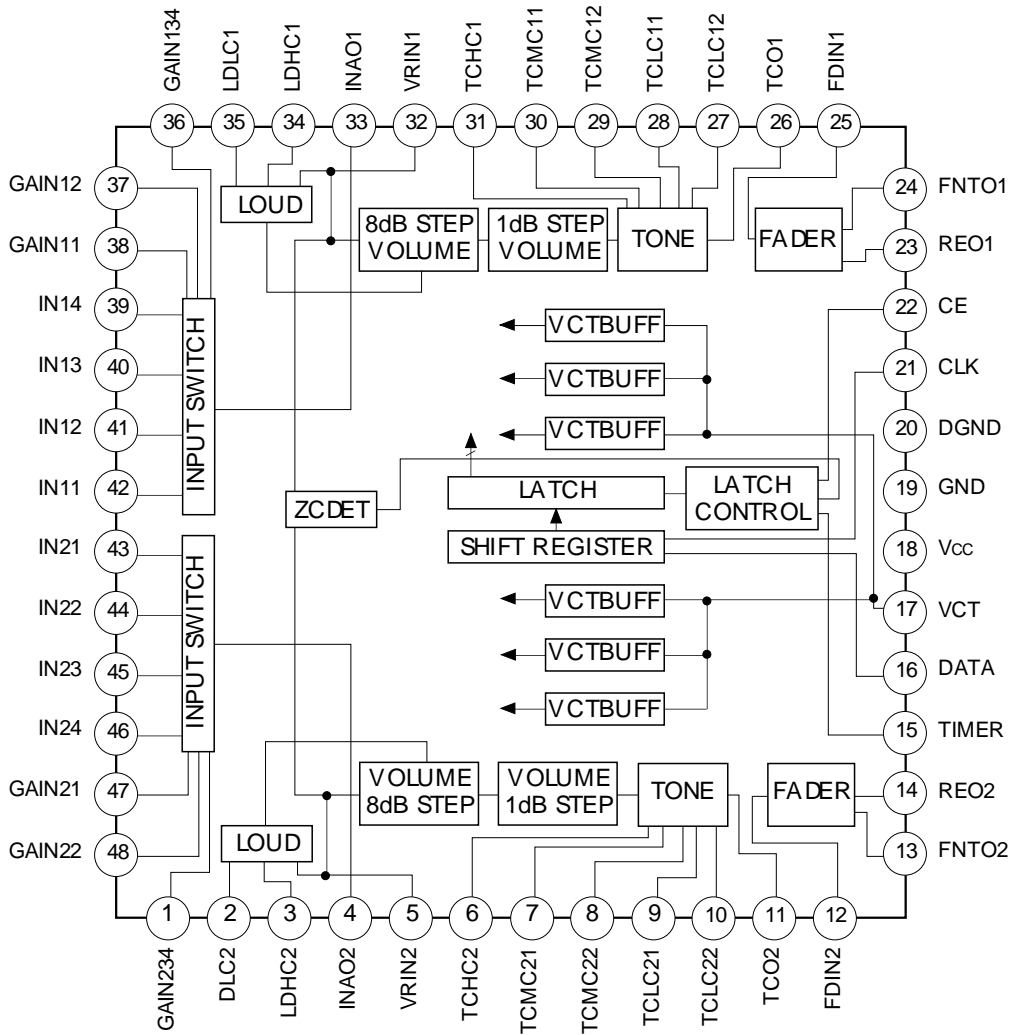 GAIN134
LDLC1
LDHC1
INAO1
VRIN1
TCHC1
TCMC11
TCMC12
TCLC11
TCLC12
TCO1
FDIN1
36
35
34
33
32
31
30
29
28
27
26
25
GAIN12
37
GAIN11
38
IN14
39
IN13
40
IN12
41
IN11
42
IN21
43
IN22
44
IN23
45
IN24
46
GAIN21
47
GAIN22
48
INPUT SWITCH
INPUT SWITCH
LOUD
8dB STEP
VOLUME
1dB STEP
VOLUME
TONE
FADER
VCTBUFF
VCTBUFF
VCTBUFF
ZCDET
LATCH
LATCH
CONTROL
SHIFT REGISTER
VCTBUFF
VCTBUFF
VCTBUFF
LOUD
VOLUME
8dB STEP
VOLUME
1dB STEP
TONE
FADER
24
FNTO1
23
REO1
22
CE
21
CLK
20
DGND
19
GND
18
Vcc
17
VCT
16
DATA
15
TIMER
14
REO2
13
FNTO2
1
2
3
4
5
6
7
8
9
10
11
12
GAIN234
DLC2
LDHC2
INAO2
VRIN2
TCHC2
TCMC21
TCMC22
TCLC21
TCLC22
TCO2
FDIN2